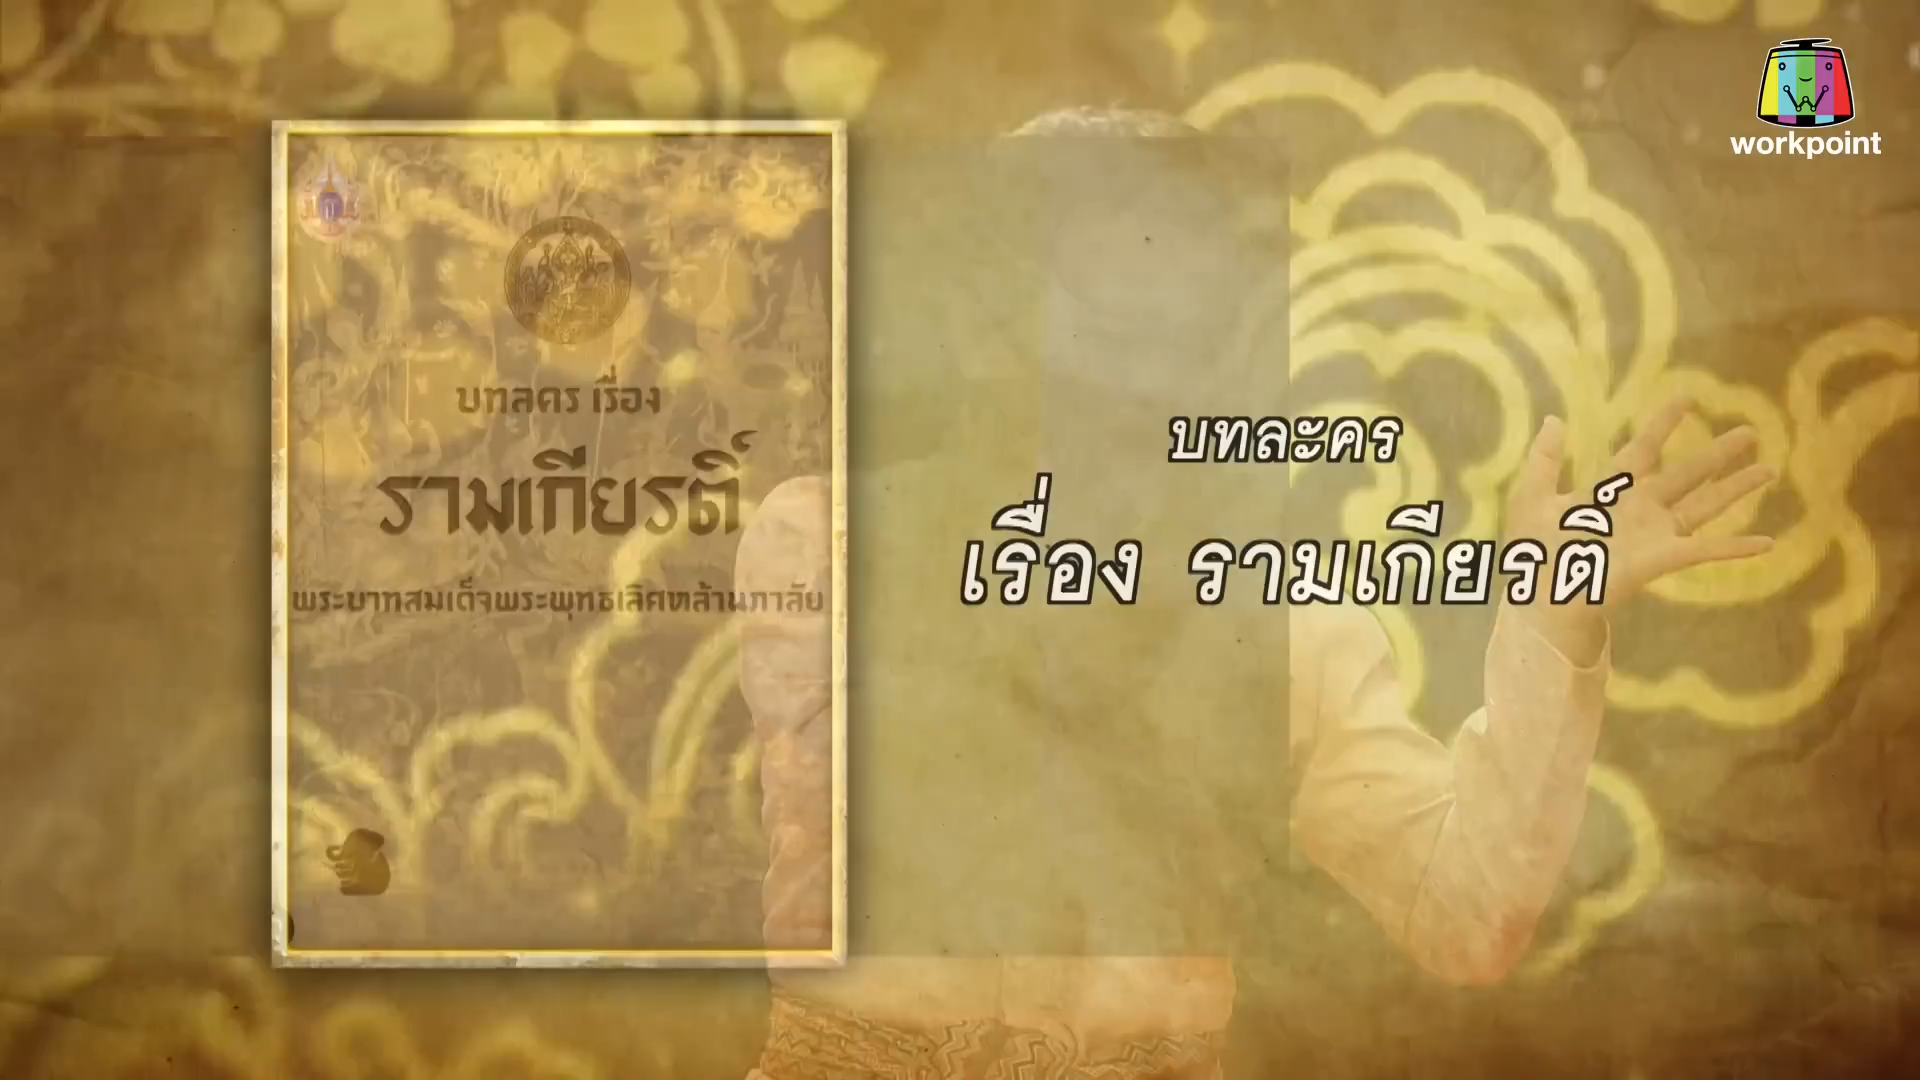 บทลคร เรื่อง
รามเกียรติ์
พระบาทสมเด็จพระพุทธเลิศหล้านภาลัย
บทละคร
เรื่อง รามเกียรติ์
workpoint